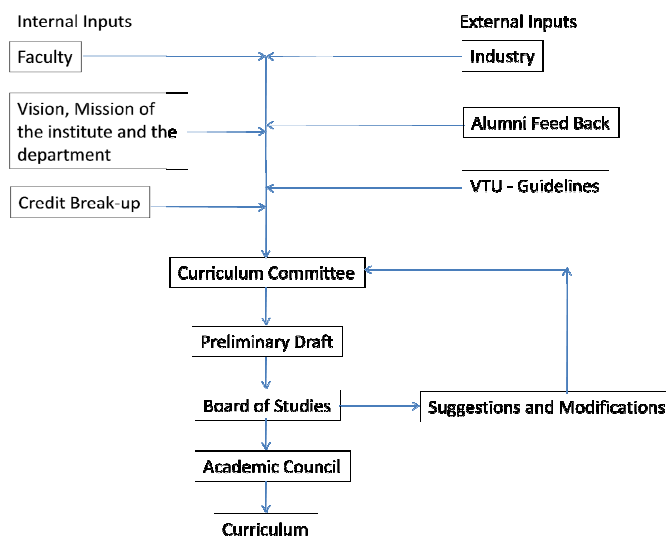 Internal Inputs
External Inputs
Faculty
Industry
Vision, Mission of
the institute and the
department
Alumni Feed Back
VTU - Guidelines
Credit Break-up
Curriculum Committee
Preliminary Draft
Board of Studies
Suggestions and Modifications
Academic Council
Curriculum